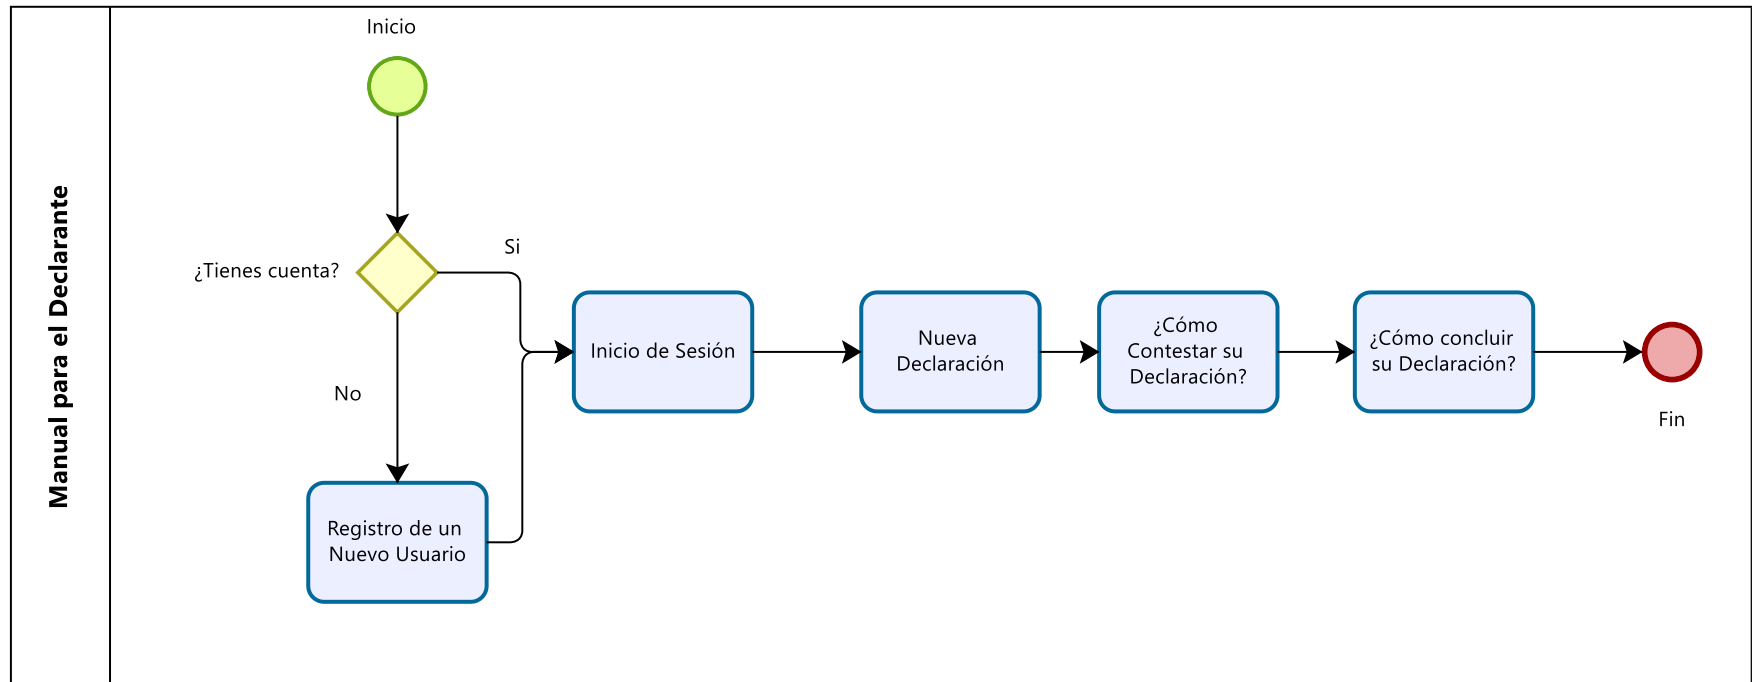 Manual para el Declarante
Inicio
¿Tienes cuenta?
Si
No
Registro de un
Nuevo Usuario
Inicio de Sesión
Nueva
Declaración
¿Cómo
Contestar su
Declaración?
¿Cómo concluir
su Declaración?
Fin